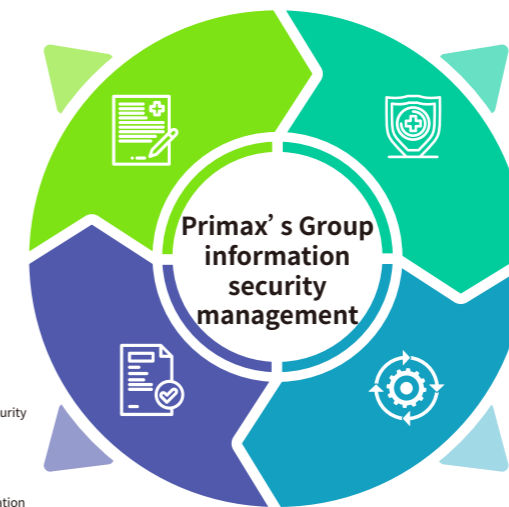 Primax’s Group
information
security
management